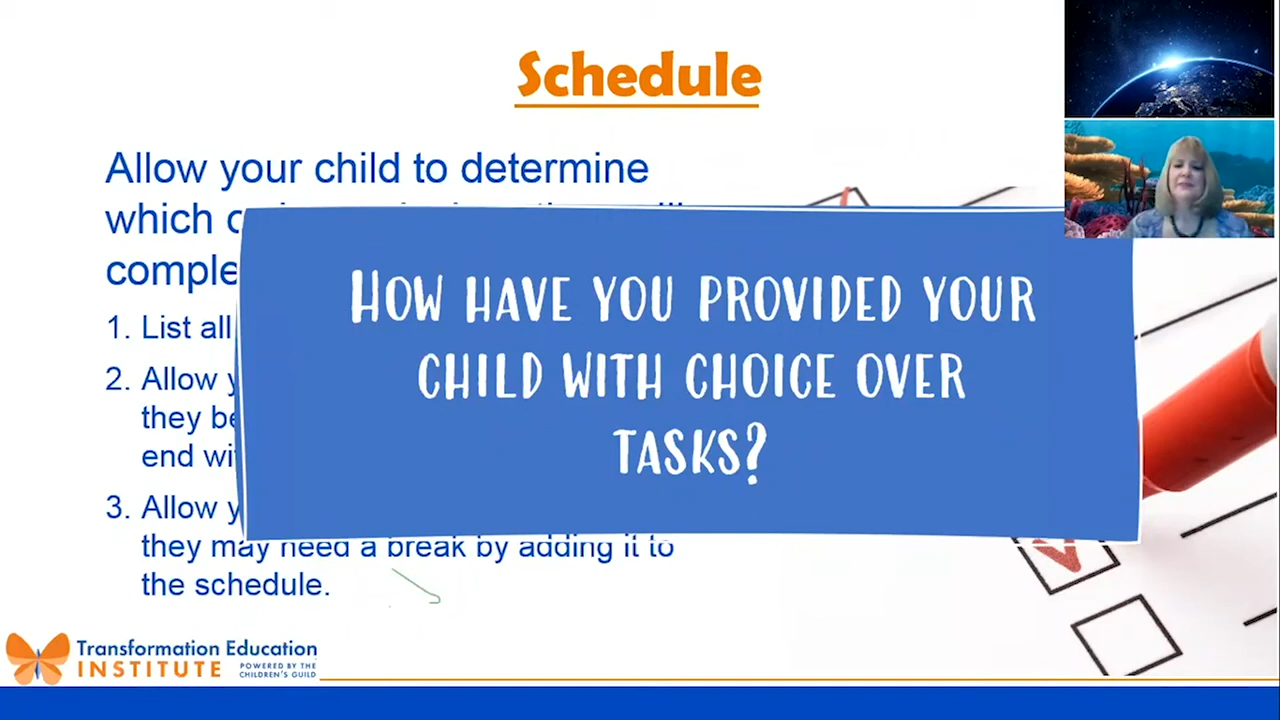 Schedule
Allow your child to determine
which
comple
1. List all
2. Allow y
they be
end wi
3. Allow y
they may need a break by adding it to
the schedule.
HOW HAVE YOU PROVIDED YOUR
CHILD WITH CHOICE OVER
TASKS?
Transformation Education
INSTITUTE
POWERED BY THE
CHILDREN'S GUILD